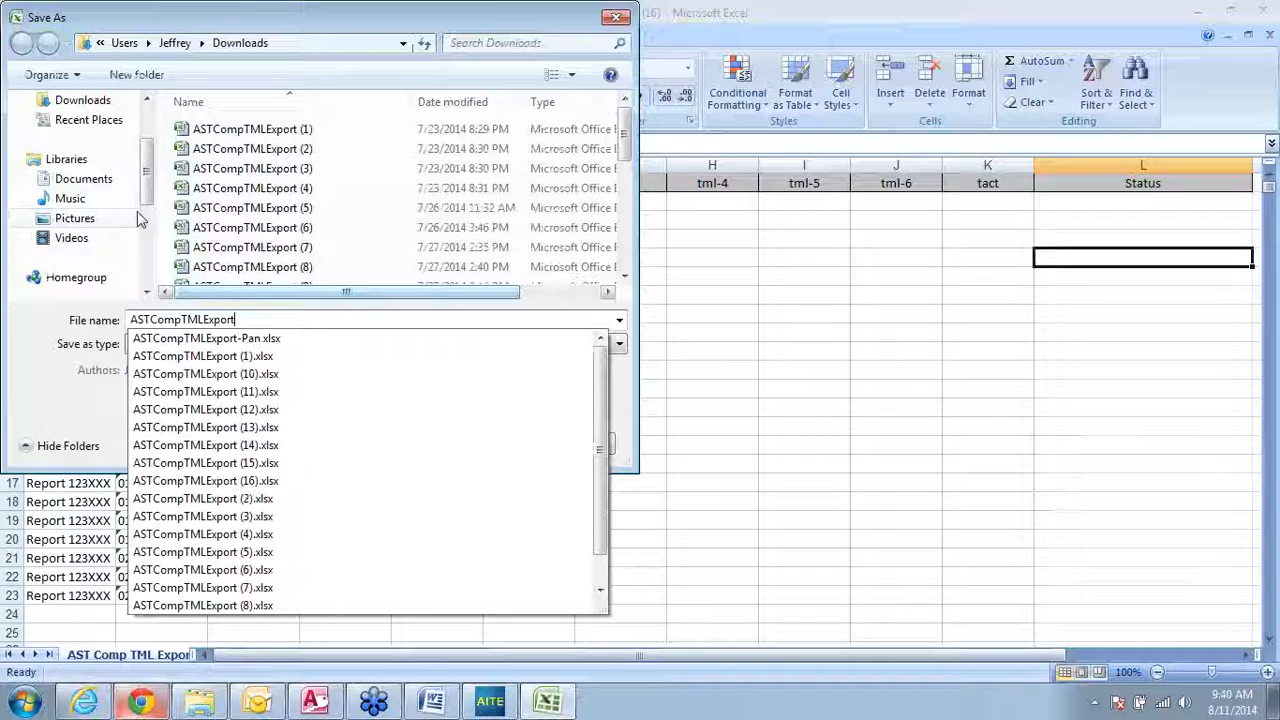 Save As
(16) Microsoft Excel
Users Jeffrey Downloads
Search Downloads
Organize New folder
Downloads
Recent Places
Libraries
Documents
Music
Pictures
Videos
Homegroup
Name Date modified Type
ASTCompTMLExport (1) 7/23/2014 8:29 PM Microsoft Office E
ASTCompTMLExport (2) 7/23/2014 8:30 PM Microsoft Office E
ASTCompTMLExport (3) 7/23/2014 8:30 PM Microsoft Office E
ASTCompTMLExport (4) 7/23/2014 8:31 PM Microsoft Office E
ASTCompTMLExport (5) 7/26/2014 11:32 AM Microsoft Office E
ASTCompTMLExport (6) 7/26/2014 3:46 PM Microsoft Office E
ASTCompTMLExport (7) 7/27/2014 2:35 PM Microsoft Office E
ASTCompTMLExport (8) 7/27/2014 2:40 PM Microsoft Office E
File name: ASTCompTMLExport
Save as type:
Authors:
Hide Folders
ASTCompTMLExport-Pan.xlsx
ASTCompTMLExport (1).xlsx
ASTCompTMLExport (10).xlsx
ASTCompTMLExport (11).xlsx
ASTCompTMLExport (12).xlsx
ASTCompTMLExport (13).xlsx
ASTCompTMLExport (14).xlsx
ASTCompTMLExport (15).xlsx
ASTCompTMLExport (16).xlsx
ASTCompTMLExport (2).xlsx
ASTCompTMLExport (3).xlsx
ASTCompTMLExport (4).xlsx
ASTCompTMLExport (5).xlsx
ASTCompTMLExport (6).xlsx
ASTCompTMLExport (7).xlsx
ASTCompTMLExport (8).xlsx
Conditional Formatting
Format as Table
Cell Styles
Styles
Insert
Delete
Format
Cells
AutoSum
Fill
Clear
Sort & Filter
Find & Select
Editing
H I J K L
tml-4 tml-5 tml-6 tact Status
17 Report 123XXX
18 Report 123XXX
19 Report 123XXX
20 Report 123XXX
21 Report 123XXX
22 Report 123XXX
23 Report 123XXX
24
25
AST Comp TML Expor
Ready
100%
AITE
9:40 AM
8/11/2014